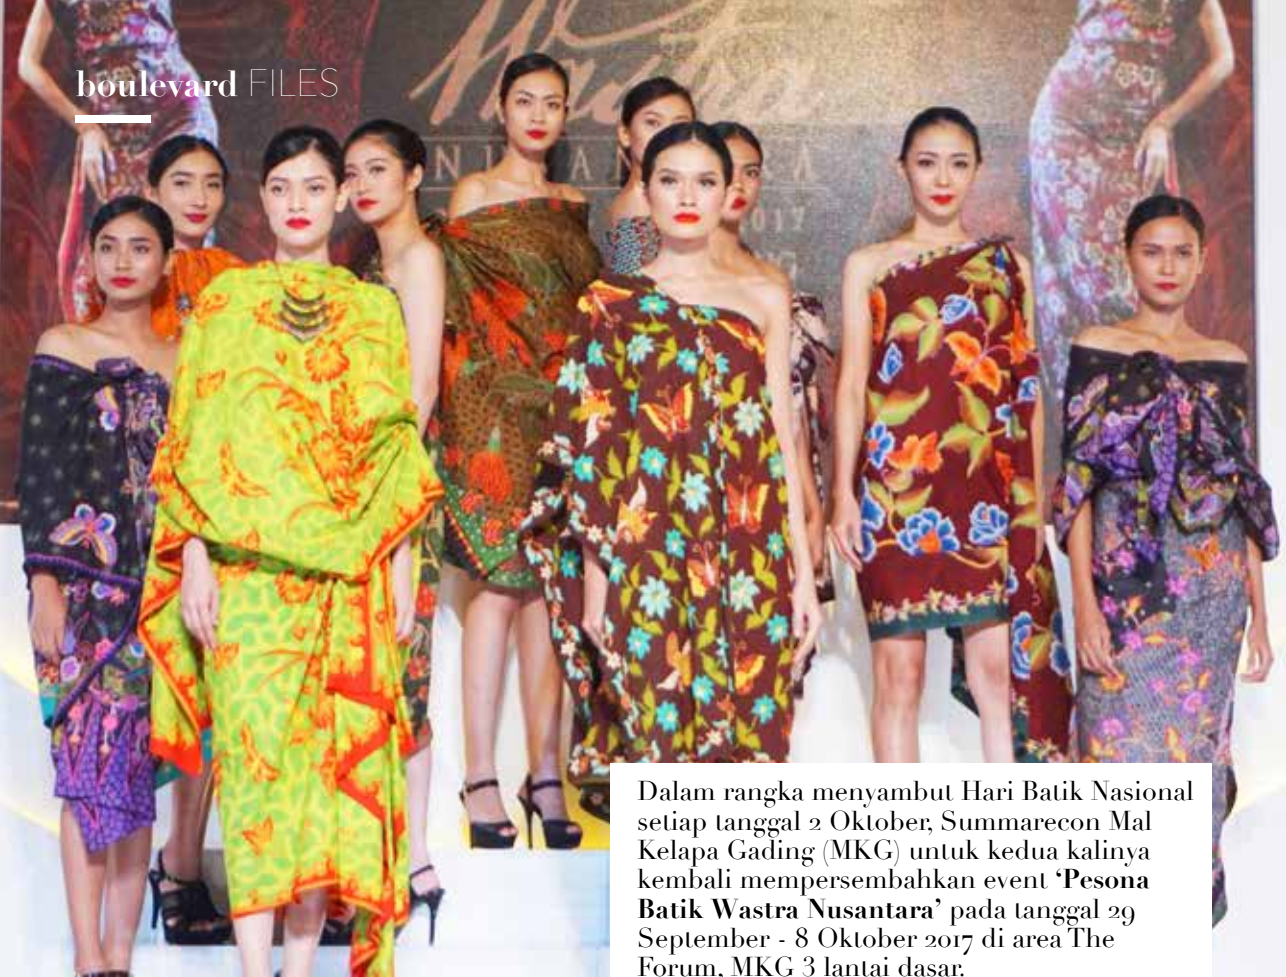 boulevard FILES
Wastra
2017
Dalam rangka menyambut Hari Batik Nasional
setiap tanggal 2 Oktober, Summarecon Mal
Kelapa Gading (MKG) untuk kedua kalinya
kembali mempersembahkan event ‘Pesona
Batik Wastra Nusantara’ pada tanggal 29
September - 8 Oktober 2017 di area The
Forum, MKG 3 lantai dasar.